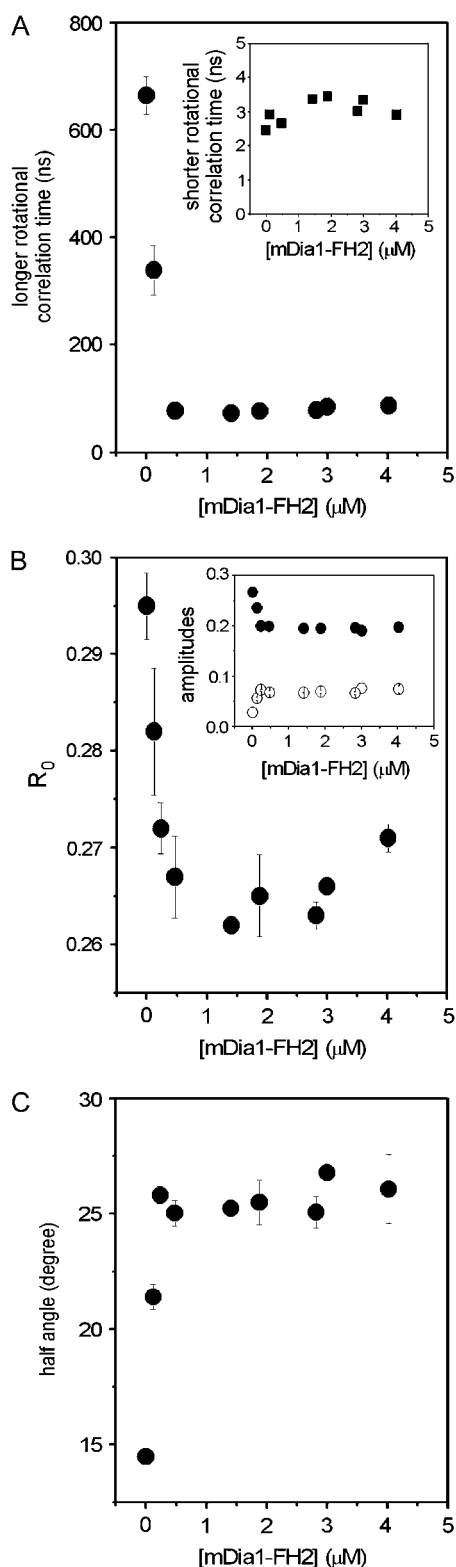 A
800
600
400
200
0
longer rotational
correlation time (ns)
0 1 2 3 4 5
[mDia1-FH2] (μM)
5
4
3
2
1
0
shorter rotational
correlation time (ns)
0 1 2 3 4 5
[mDia1-FH2] (μM)
B
0.30
0.29
0.28
0.27
0.26
R0
0 1 2 3 4 5
[mDia1-FH2] (μM)
0.3
0.2
0.1
0.0
amplitudes
0 1 2 3 4 5
[mDia1-FH2] (μM)
C
30
25
20
15
half angle (degree)
0 1 2 3 4 5
[mDia1-FH2] (μM)